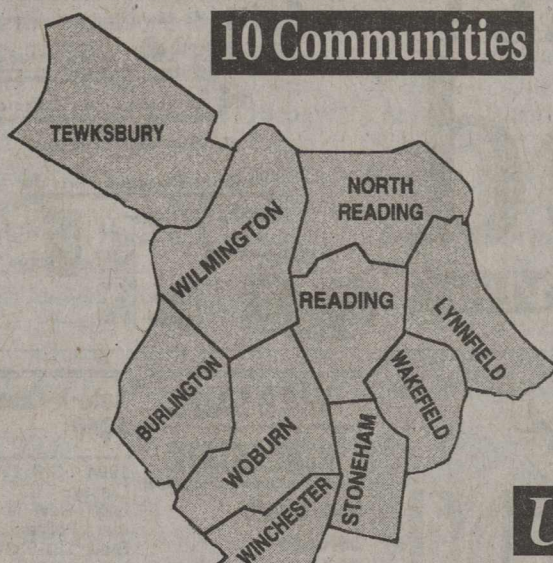 10 Communities
TEWKSBURY
NORTH
READING
WILMINGTON
READING
LYNNFIELD
BURLINGTON
WAKEFIELD
WOBURN
STONEHAM
WINCHESTER
U